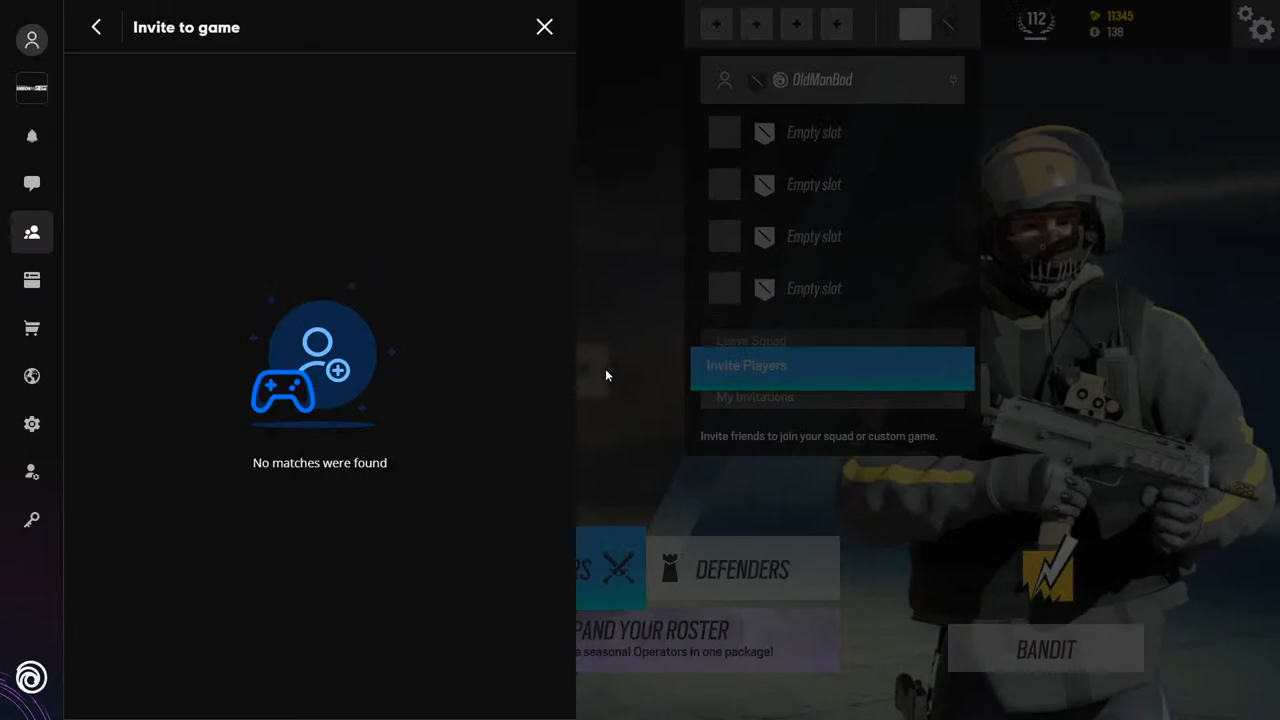 Invite to game
No matches were found
112
11345
138
OldManBod
Empty slot
Empty slot
Empty slot
Empty slot
Leave Squad
Invite Players
My Invitations
Invite friends to join your squad or custom game.
RS
DEFENDERS
PAND YOUR ROSTER
e seasonal Operators in one package!
BANDIT